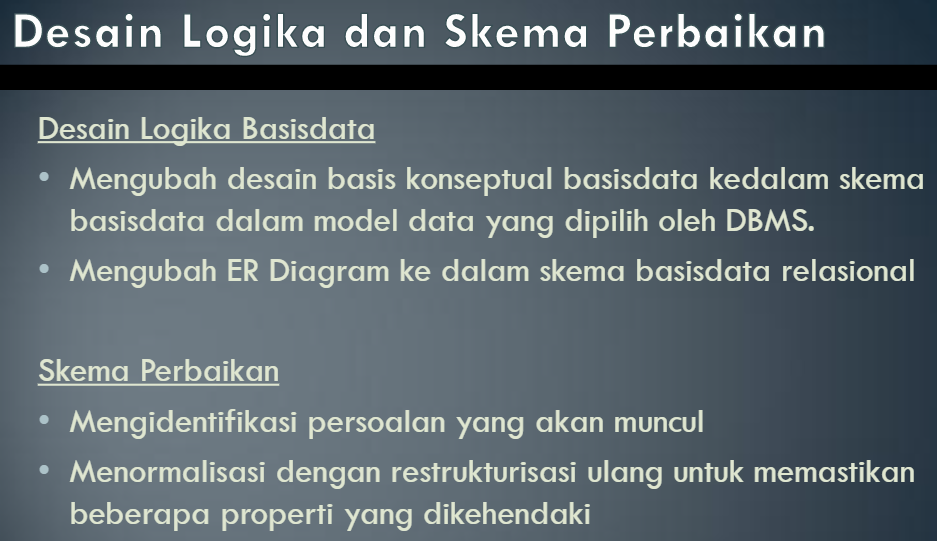 Desain Logika dan Skema Perbaikan
Desain Logika Basisdata
• Mengubah desain basis konseptual basisdata kedalam skema
basisdata dalam model data yang dipilih oleh DBMS.
• Mengubah ER Diagram ke dalam skema basisdata relasional
Skema Perbaikan
• Mengidentifikasi persoalan yang akan muncul
• Menormalisasi dengan restrukturisasi ulang untuk memastikan
beberapa properti yang dikehendaki